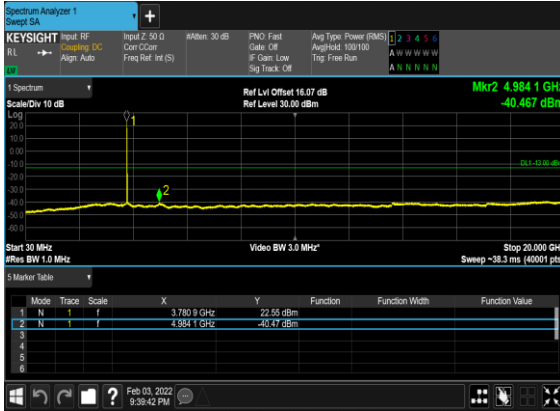 Spectrum Analyzer 1
Swept SA
+
KEYSIGHT Input: RF Input Z: 50 Ω #Atten: 30 dB PNO: Fast Avg Type: Power (RMS) 1 2 3 4 5 6
RL Coupling: DC Corr CCorr Gate: Off Avg|Hold: 100/100 A W W W W W
Align: Auto Freq Ref: Int (S) IF Gain: Low Trig: Free Run
Sig Track: Off A N N N N N
1 Spectrum Ref Lvl Offset 16.07 dB Mkr2 4.984 1 GHz
Scale/Div 10 dB Ref Level 30.00 dBm -40.467 dBm
Log 1
20.0
10.0
0.00
-10.0 DL1 -13.00 dBm
-20.0
-30.0 2
-40.0
-50.0
-60.0
Start 30 MHz Video BW 3.0 MHz* Stop 20.000 GHz
#Res BW 1.0 MHz Sweep ~38.3 ms (40001 pts)
5 Marker Table
Mode Trace Scale X Y Function Function Width Function Value
1 N 1 f 3.780 9 GHz 22.55 dBm
2 N 1 f 4.984 1 GHz -40.47 dBm
3
4
5
6
? Feb 03, 2022
9:39:42 PM